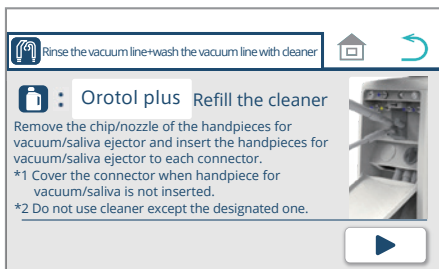 Rinse the vacuum line+wash the vacuum line with cleaner
: Orotol plus Refill the cleaner
Remove the chip/nozzle of the handpieces for
vacuum/saliva ejector and insert the handpieces for
vacuum/saliva ejector to each connector.
*1 Cover the connector when handpiece for
vacuum/saliva is not inserted.
*2 Do not use cleaner except the designated one.